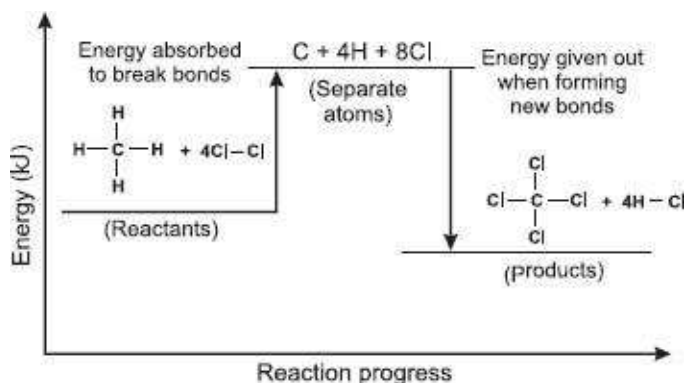 Energy absorbed
to break bonds
C + 4H + 8Cl
(Separate
atoms)
Energy given out
when forming
new bonds
H
H—C—H + 4Cl—Cl
H
(Reactants)
Cl
Cl—C—Cl + 4H—Cl
Cl
(Products)
Energy (kJ)
Reaction progress